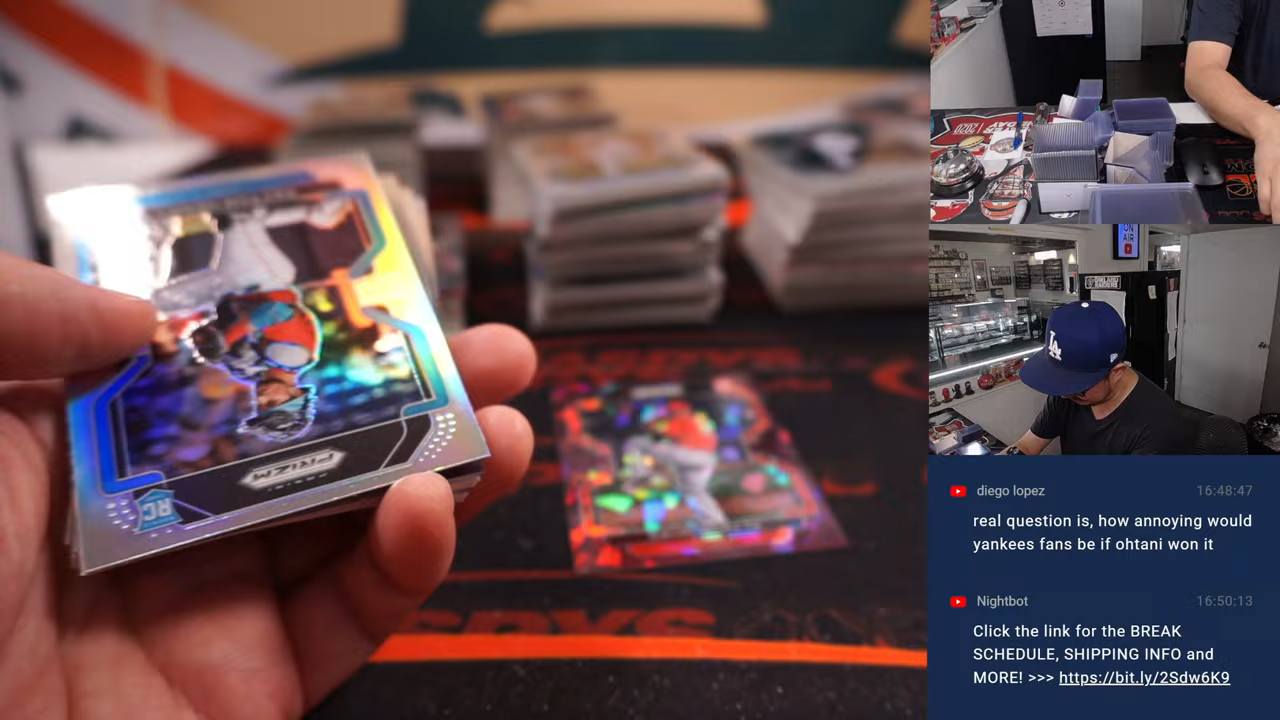 PRIZM
RC
LA
ON
AIR
diego lopez 16:48:47
real question is, how annoying would
yankees fans be if ohtani won it
Nightbot 16:50:13
Click the link for the BREAK
SCHEDULE, SHIPPING INFO and
MORE! >>> https://bit.ly/2Sdw6K9